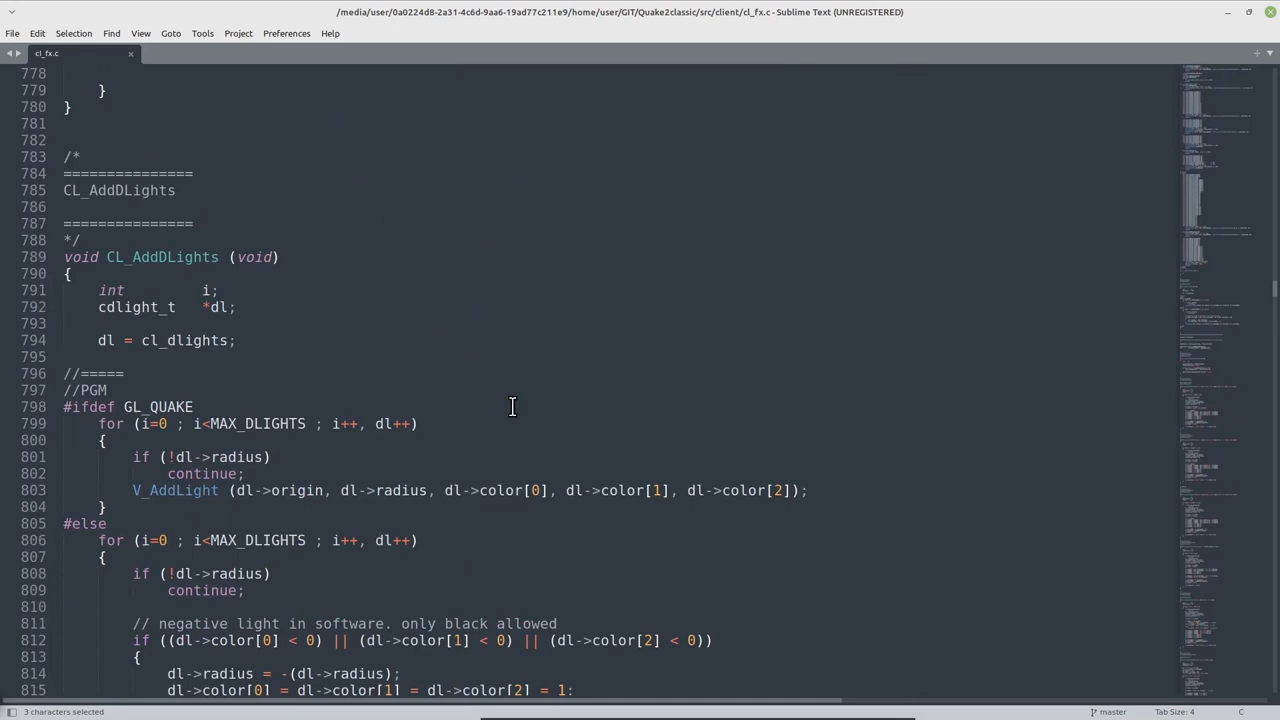 /media/user/0a0224d8-2a31-4c6d-9aa6-19ad77c211e9/home/user/GIT/Quake2classic/src/client/cl_fx.c - Sublime Text (UNREGISTERED)
File Edit Selection Find View Goto Tools Project Preferences Help
cl_fx.c
778
779 }
780 }
781
782
783 /*
784 ===============
785 CL_AddDLights
786
787 ===============
788 */
789 void CL_AddDLights (void)
790 {
791 int i;
792 cdlight_t *dl;
793
794 dl = cl_dlights;
795
796 //=====
797 //PGM
798 #ifdef GL_QUAKE
799 for (i=0 ; i<MAX_DLIGHTS ; i++, dl++)
800 {
801 if (!dl->radius)
802 continue;
803 V_AddLight (dl->origin, dl->radius, dl->color[0], dl->color[1], dl->color[2]);
804 }
805 #else
806 for (i=0 ; i<MAX_DLIGHTS ; i++, dl++)
807 {
808 if (!dl->radius)
809 continue;
810
811 // negative light in software. only black allowed
812 if ((dl->color[0] < 0) || (dl->color[1] < 0) || (dl->color[2] < 0))
813 {
814 dl->radius = -(dl->radius);
815 dl->color[0] = dl->color[1] = dl->color[2] = 1;
3 characters selected master Tab Size: 4 C